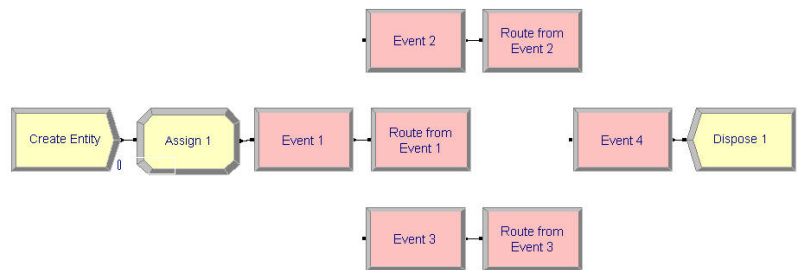 Event 2
Route from
Event 2
Create Entity
0
Assign 1
Event 1
Route from
Event 1
Event 4
Dispose 1
Event 3
Route from
Event 3